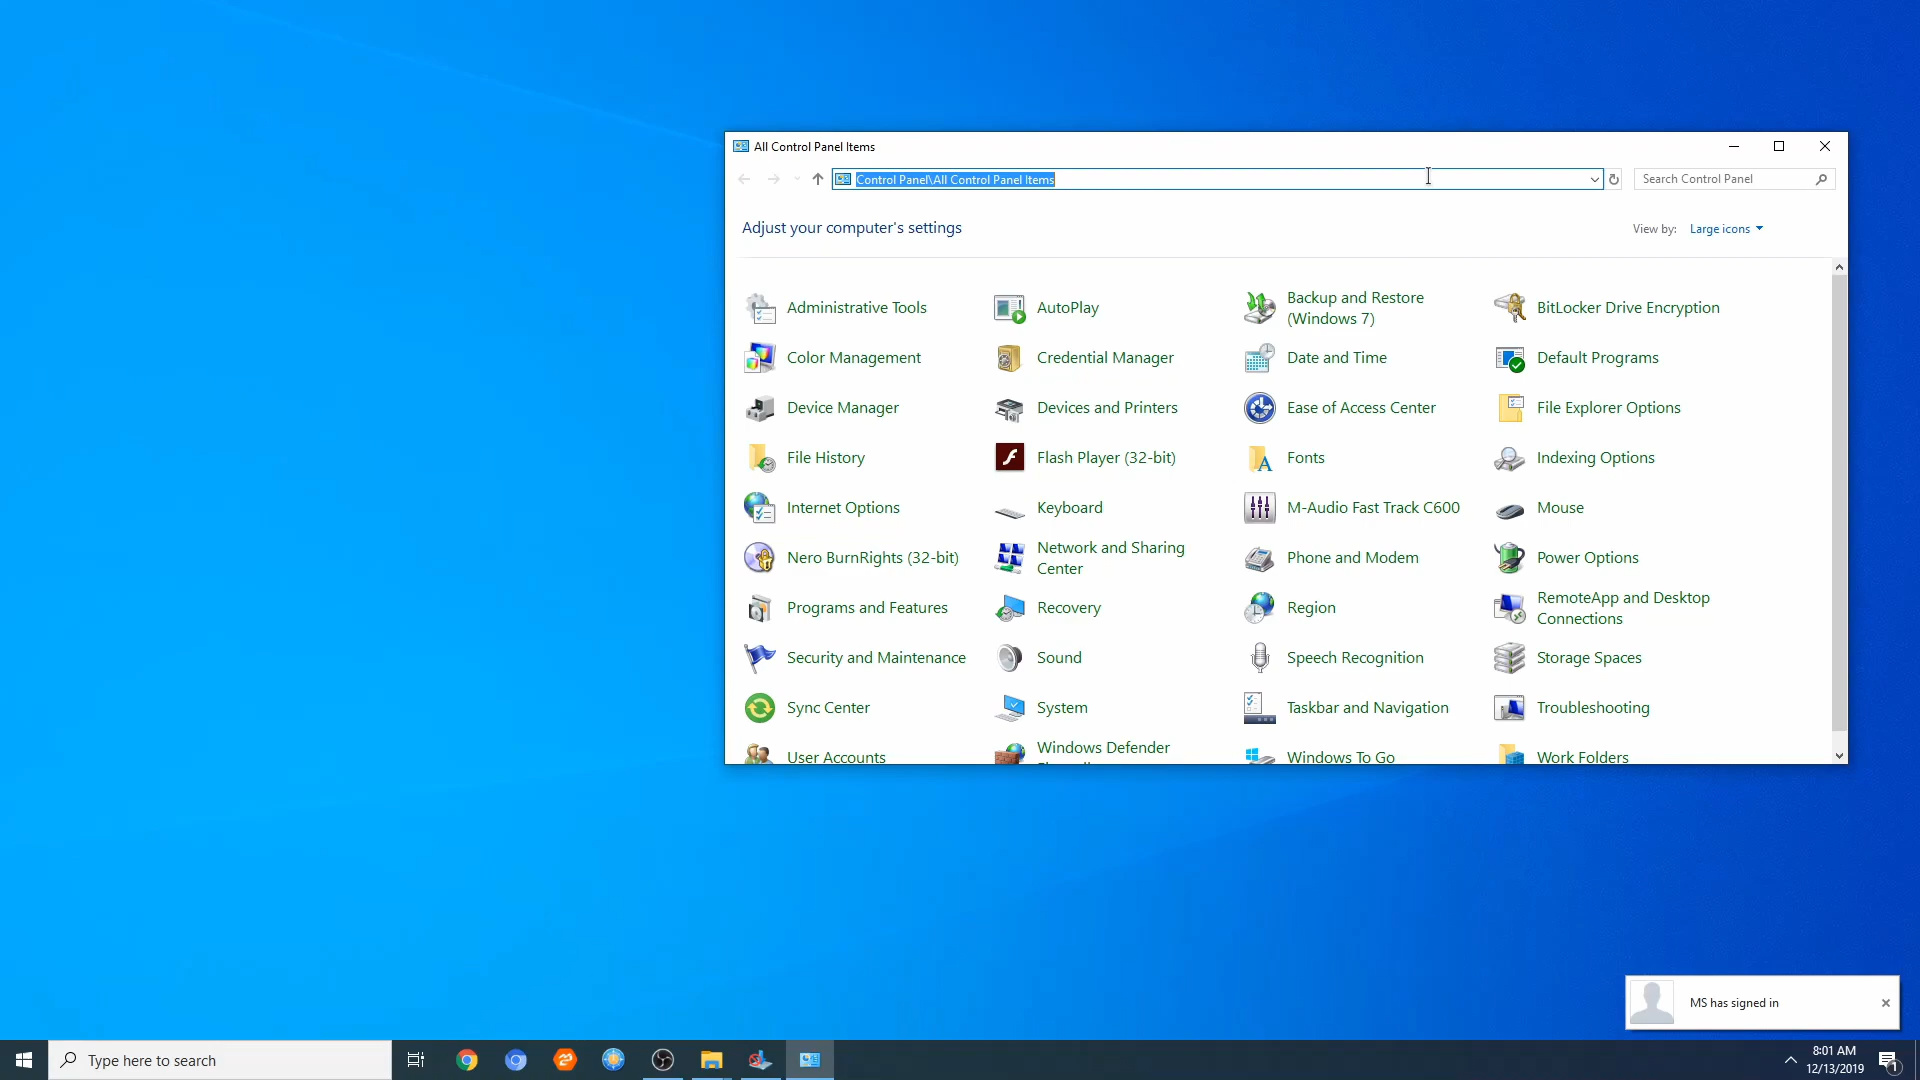 All Control Panel Items
Control Panel\All Control Panel Items
Search Control Panel
Adjust your computer's settings
View by: Large icons
Administrative Tools
AutoPlay
Backup and Restore
(Windows 7)
BitLocker Drive Encryption
Color Management
Credential Manager
Date and Time
Default Programs
Device Manager
Devices and Printers
Ease of Access Center
File Explorer Options
File History
Flash Player (32-bit)
Fonts
Indexing Options
Internet Options
Keyboard
M-Audio Fast Track C600
Mouse
Nero BurnRights (32-bit)
Network and Sharing
Center
Phone and Modem
Power Options
Programs and Features
Recovery
Region
RemoteApp and Desktop
Connections
Security and Maintenance
Sound
Speech Recognition
Storage Spaces
Sync Center
System
Taskbar and Navigation
Troubleshooting
User Accounts
Windows Defender
Windows To Go
Work Folders
MS has signed in
Type here to search
8:01 AM
12/13/2019
1